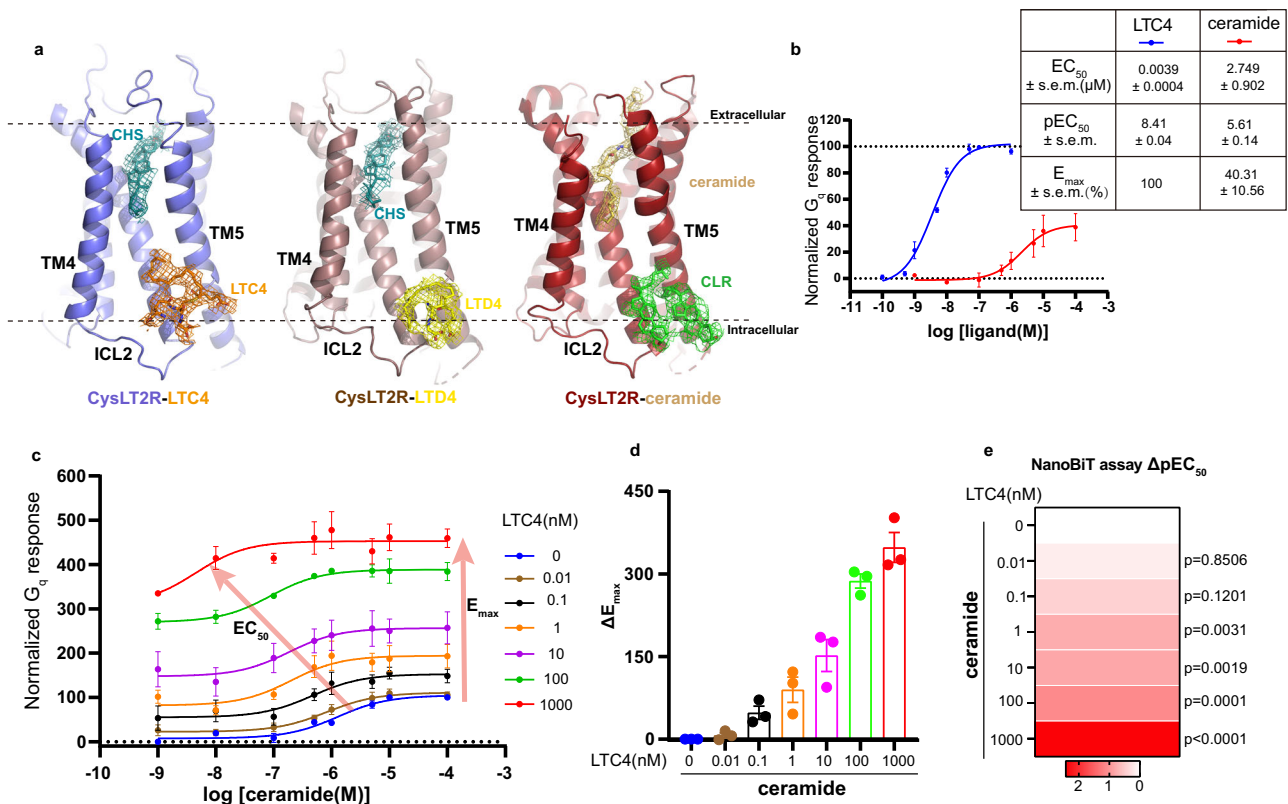 a
Extracellular
CHS
CHS
ceramide
TM4
TM5
TM4
TM5
TM4
TM5
LTC4
LTD4
CLR
Intracellular
ICL2
ICL2
ICL2
CysLT2R-LTC4
CysLT2R-LTD4
CysLT2R-ceramide
b
LTC4 ceramide
EC50 ± s.e.m.(μM) 0.0039 ± 0.0004 2.749 ± 0.902
pEC50 ± s.e.m. 8.41 ± 0.04 5.61 ± 0.14
Emax ± s.e.m.(%) 100 40.31 ± 10.56
Normalized Gq response
120
100
80
60
40
20
0
-11 -10 -9 -8 -7 -6 -5 -4 -3 -2
log [ligand(M)]
c
Normalized Gq response
600
500
400
300
200
100
0
-10 -9 -8 -7 -6 -5 -4 -3
log [ceramide(M)]
EC50
Emax
LTC4(nM)
0
0.01
0.1
1
10
100
1000
d
ΔEmax
450
300
150
0
LTC4(nM) 0 0.01 0.1 1 10 100 1000
ceramide
e
NanoBiT assay ΔpEC50
LTC4(nM)
ceramide
0
0.01 p=0.8506
0.1 p=0.1201
1 p=0.0031
10 p=0.0019
100 p=0.0001
1000 p<0.0001
2 1 0